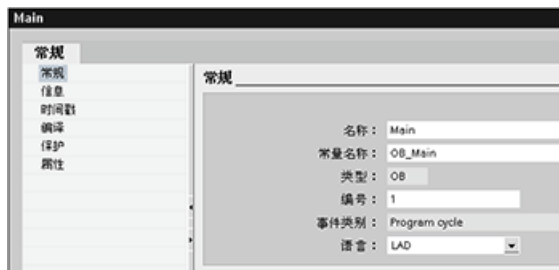 Main
常规
常规
信息
时间戳
编译
保护
属性
常规
名称： Main
常量名称： OB_Main
类型： OB
编号： 1
事件类别： Program cycle
语言： LAD